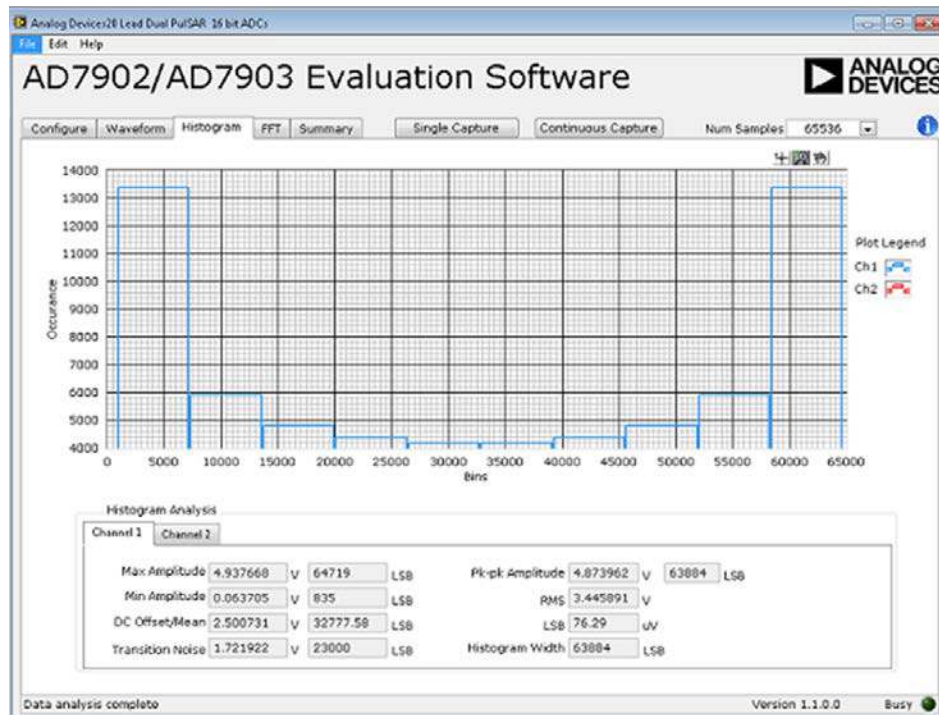 Analog Devices20 Lead Dual PulSAR 16 bit ADCs
File Edit Help
AD7902/AD7903 Evaluation Software
ANALOG DEVICES
Configure Waveform Histogram FFT Summary Single Capture Continuous Capture Num Samples 65536
14000
13000
12000
11000
10000
9000
8000
7000
6000
5000
4000
Occurance
0 5000 10000 15000 20000 25000 30000 35000 40000 45000 50000 55000 60000 65000
Bins
Plot Legend
Ch1
Ch2
Histogram Analysis
Channel 1 Channel 2
Max Amplitude 4.937668 V 64719 LSB Pk-pk Amplitude 4.873962 V 63884 LSB
Min Amplitude 0.063705 V 835 LSB RMS 3.445891 V
DC Offset/Mean 2.500731 V 32777.58 LSB LSB 76.29 uV
Transition Noise 1.721922 V 23000 LSB Histogram Width 63884 LSB
Data analysis complete Version 1.1.0.0 Busy